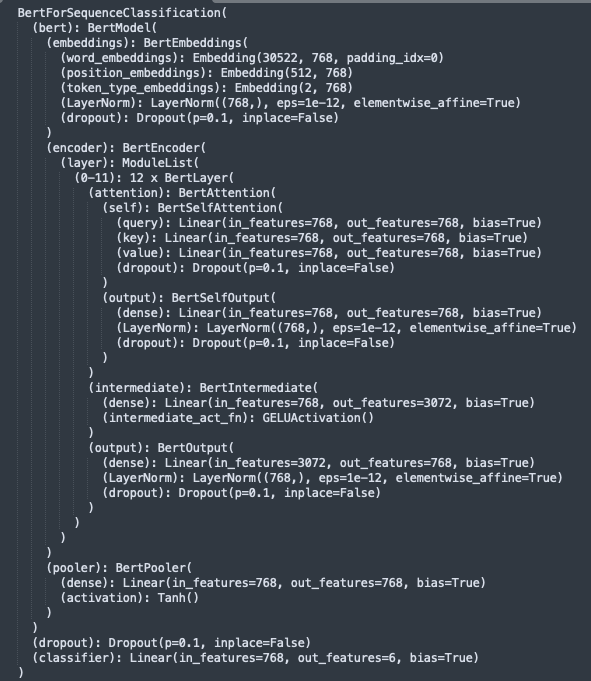 BertForSequenceClassification(
  (bert): BertModel(
    (embeddings): BertEmbeddings(
      (word_embeddings): Embedding(30522, 768, padding_idx=0)
      (position_embeddings): Embedding(512, 768)
      (token_type_embeddings): Embedding(2, 768)
      (LayerNorm): LayerNorm((768,), eps=1e-12, elementwise_affine=True)
      (dropout): Dropout(p=0.1, inplace=False)
    )
    (encoder): BertEncoder(
      (layer): ModuleList(
        (0-11): 12 x BertLayer(
          (attention): BertAttention(
            (self): BertSelfAttention(
              (query): Linear(in_features=768, out_features=768, bias=True)
              (key): Linear(in_features=768, out_features=768, bias=True)
              (value): Linear(in_features=768, out_features=768, bias=True)
              (dropout): Dropout(p=0.1, inplace=False)
            )
            (output): BertSelfOutput(
              (dense): Linear(in_features=768, out_features=768, bias=True)
              (LayerNorm): LayerNorm((768,), eps=1e-12, elementwise_affine=True)
              (dropout): Dropout(p=0.1, inplace=False)
            )
          )
          (intermediate): BertIntermediate(
            (dense): Linear(in_features=768, out_features=3072, bias=True)
            (intermediate_act_fn): GELUActivation()
          )
          (output): BertOutput(
            (dense): Linear(in_features=3072, out_features=768, bias=True)
            (LayerNorm): LayerNorm((768,), eps=1e-12, elementwise_affine=True)
            (dropout): Dropout(p=0.1, inplace=False)
          )
        )
      )
    )
    (pooler): BertPooler(
      (dense): Linear(in_features=768, out_features=768, bias=True)
      (activation): Tanh()
    )
  )
  (dropout): Dropout(p=0.1, inplace=False)
  (classifier): Linear(in_features=768, out_features=6, bias=True)
)